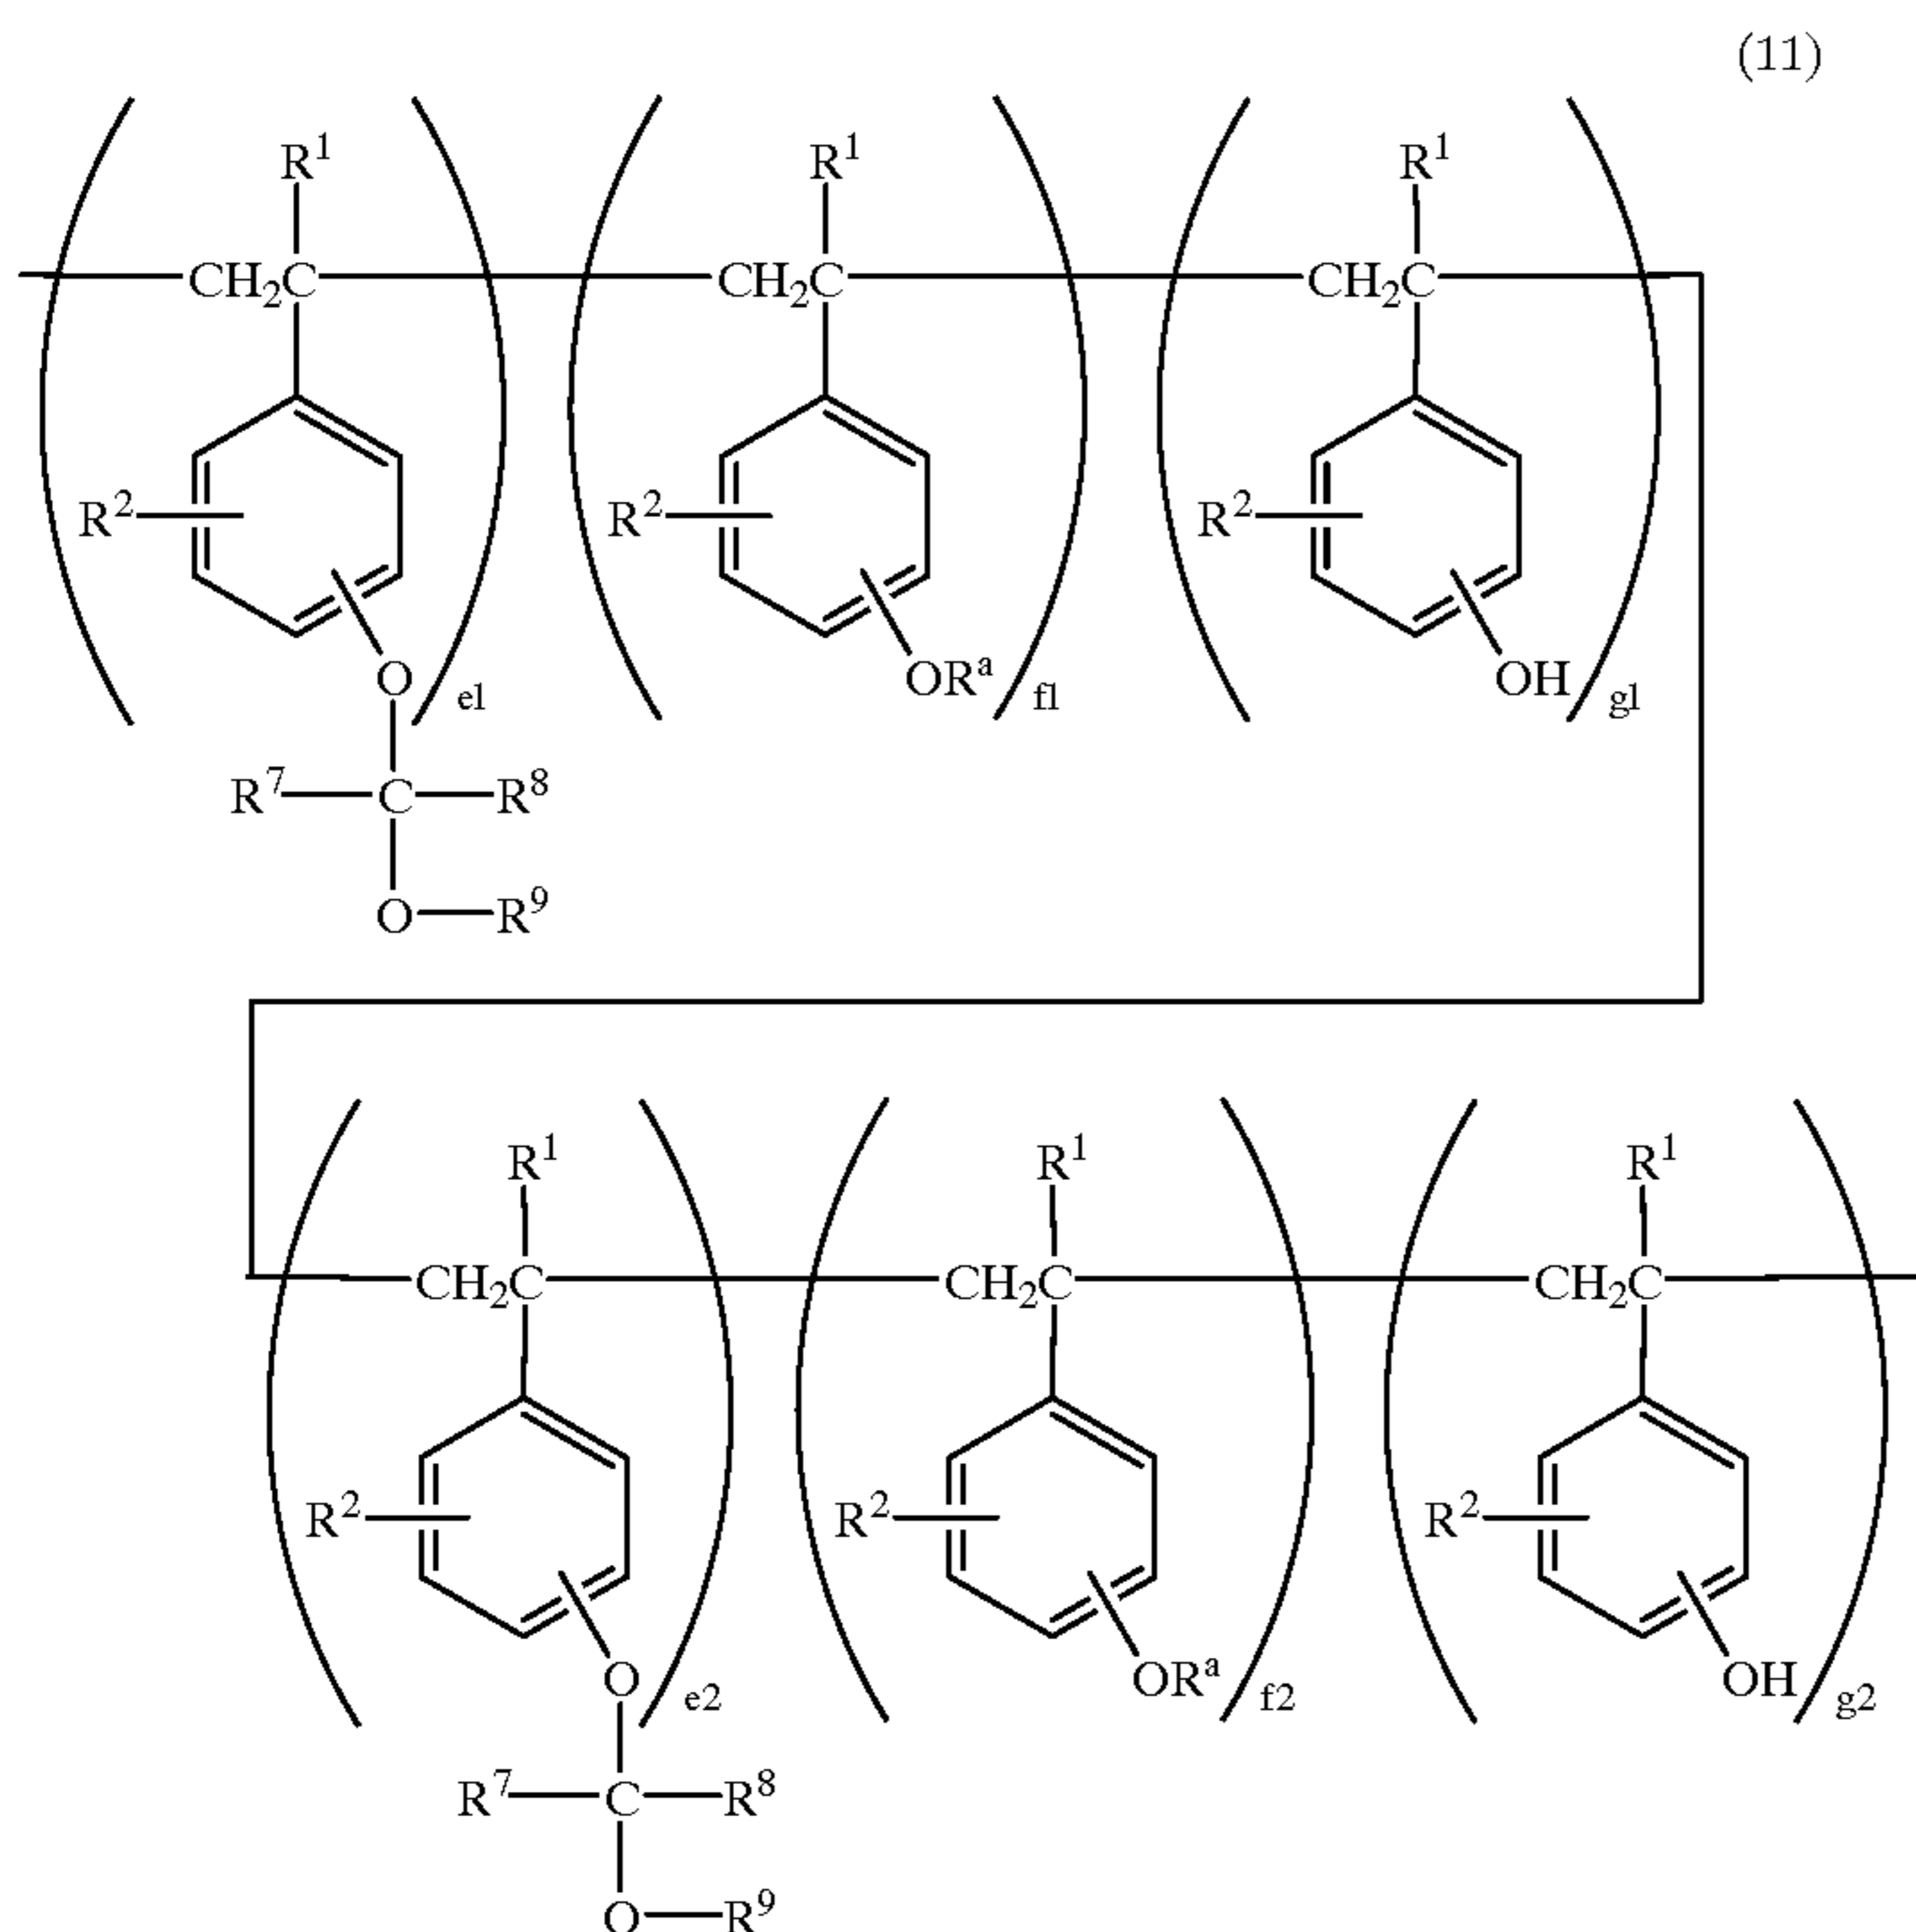 (11)
R¹ R¹ R¹
CH₂C CH₂C CH₂C
R² R² R²
O ORᵃ OH
e1 f1 g1
R⁷ C R⁸
O R⁹
R¹ R¹ R¹
CH₂C CH₂C CH₂C
R² R² R²
O ORᵃ OH
e2 f2 g2
R⁷ C R⁸
O R⁹